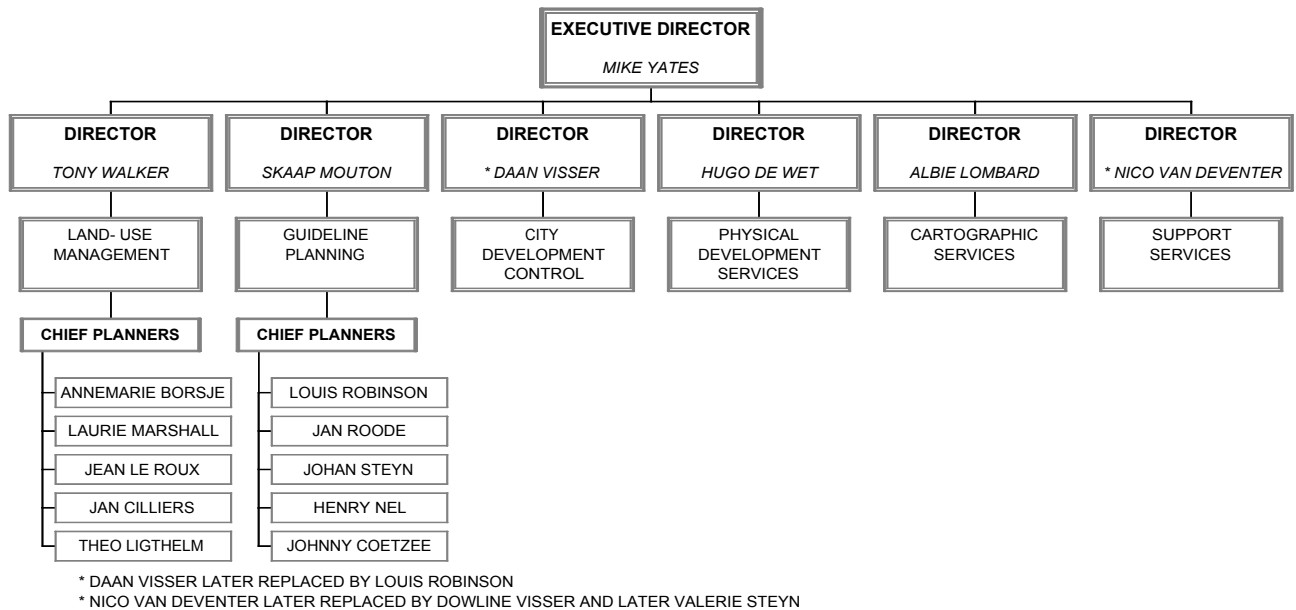 EXECUTIVE DIRECTOR
MIKE YATES
DIRECTOR
TONY WALKER
DIRECTOR
SKAAP MOUTON
DIRECTOR
* DAAN VISSER
DIRECTOR
HUGO DE WET
DIRECTOR
ALBIE LOMBARD
DIRECTOR
* NICO VAN DEVENTER
LAND- USE
MANAGEMENT
GUIDELINE
PLANNING
CITY
DEVELOPMENT
CONTROL
PHYSICAL
DEVELOPMENT
SERVICES
CARTOGRAPHIC
SERVICES
SUPPORT
SERVICES
CHIEF PLANNERS
ANNEMARIE BORSJE
LAURIE MARSHALL
JEAN LE ROUX
JAN CILLIERS
THEO LIGTHELM
CHIEF PLANNERS
LOUIS ROBINSON
JAN ROODE
JOHAN STEYN
HENRY NEL
JOHNNY COETZEE
* DAAN VISSER LATER REPLACED BY LOUIS ROBINSON
* NICO VAN DEVENTER LATER REPLACED BY DOWLINE VISSER AND LATER VALERIE STEYN